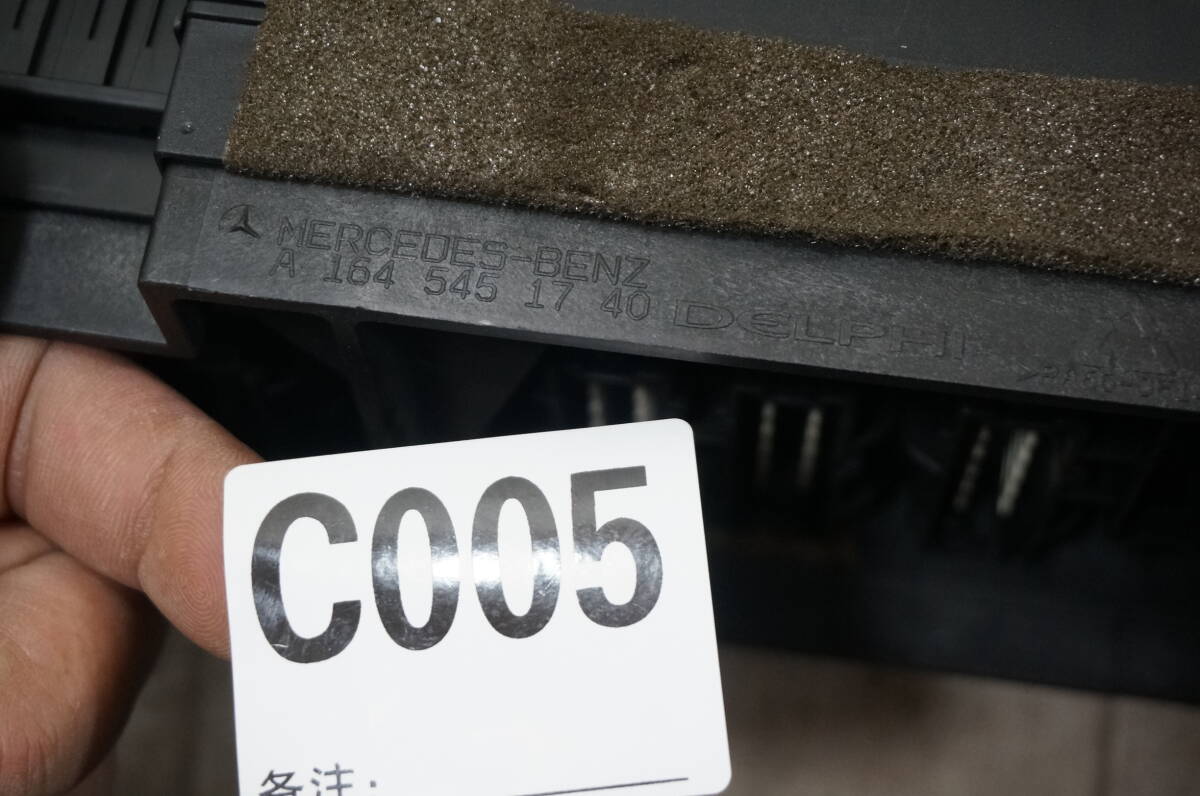 MERCEDES-BENZ
A 164 545 17 40 DELPHI
C005
备注: